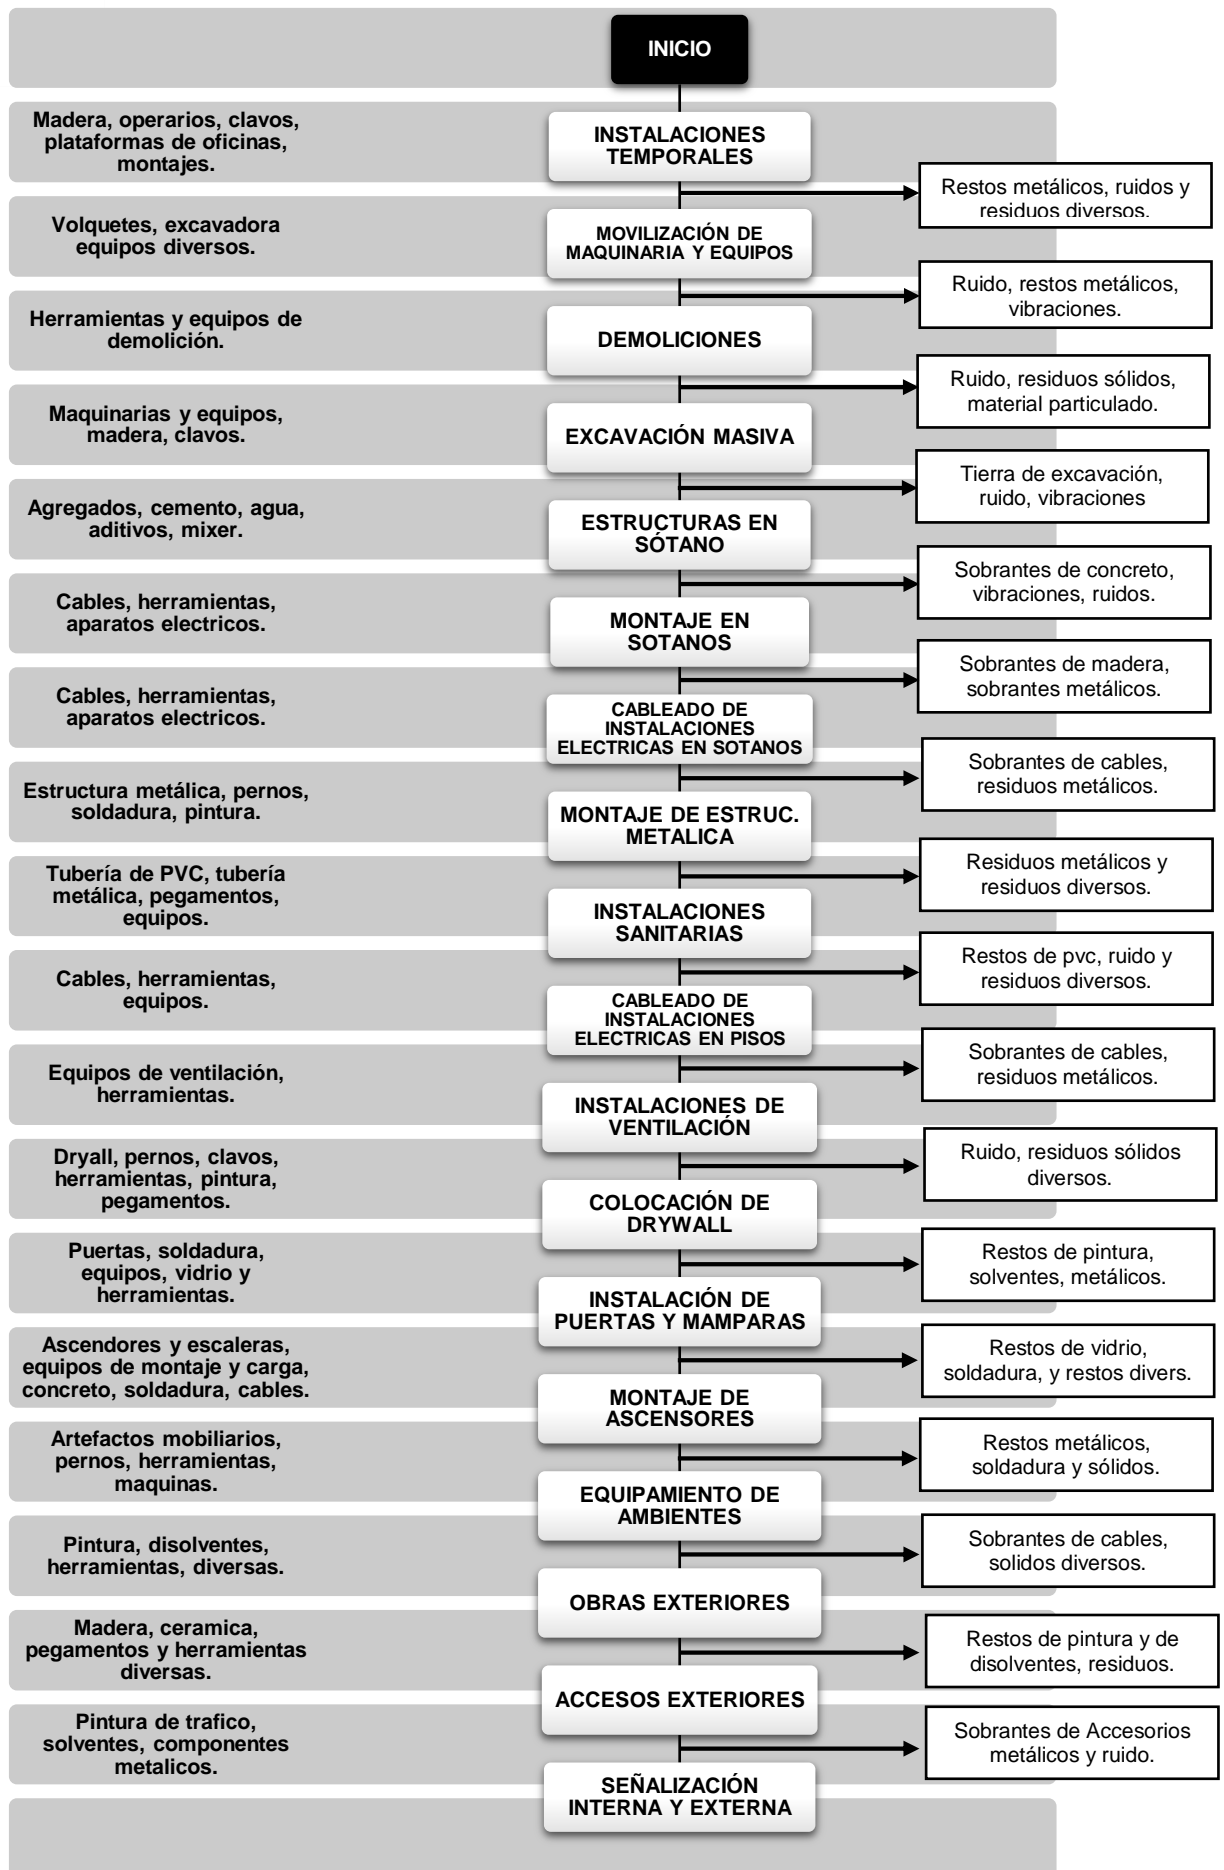 INICIO
Madera, operarios, clavos,
plataformas de oficinas,
montajes.
INSTALACIONES
TEMPORALES
Restos metálicos, ruidos y
residuos diversos.
Volquetes, excavadora
equipos diversos.
MOVILIZACIÓN DE
MAQUINARIA Y EQUIPOS
Ruido, restos metálicos,
vibraciones.
Herramientas y equipos de
demolición.
DEMOLICIONES
Ruido, residuos sólidos,
material particulado.
Maquinarias y equipos,
madera, clavos.
EXCAVACIÓN MASIVA
Tierra de excavación,
ruido, vibraciones
Agregados, cemento, agua,
aditivos, mixer.
ESTRUCTURAS EN
SÓTANO
Sobrantes de concreto,
vibraciones, ruidos.
Cables, herramientas,
aparatos electricos.
MONTAJE EN
SOTANOS
Sobrantes de madera,
sobrantes metálicos.
Cables, herramientas,
aparatos electricos.
CABLEADO DE
INSTALACIONES
ELECTRICAS EN SOTANOS
Sobrantes de cables,
residuos metálicos.
Estructura metálica, pernos,
soldadura, pintura.
MONTAJE DE ESTRUC.
METALICA
Residuos metálicos y
residuos diversos.
Tubería de PVC, tubería
metálica, pegamentos,
equipos.
INSTALACIONES
SANITARIAS
Restos de pvc, ruido y
residuos diversos.
Cables, herramientas,
equipos.
CABLEADO DE
INSTALACIONES
ELECTRICAS EN PISOS
Sobrantes de cables,
residuos metálicos.
Equipos de ventilación,
herramientas.
INSTALACIONES DE
VENTILACIÓN
Ruido, residuos sólidos
diversos.
Dryall, pernos, clavos,
herramientas, pintura,
pegamentos.
COLOCACIÓN DE
DRYWALL
Restos de pintura,
solventes, metálicos.
Puertas, soldadura,
equipos, vidrio y
herramientas.
INSTALACIÓN DE
PUERTAS Y MAMPARAS
Restos de vidrio,
soldadura, y restos divers.
Ascendores y escaleras,
equipos de montaje y carga,
concreto, soldadura, cables.
MONTAJE DE
ASCENSORES
Restos metálicos,
soldadura y sólidos.
Artefactos mobiliarios,
pernos, herramientas,
maquinas.
EQUIPAMIENTO DE
AMBIENTES
Sobrantes de cables,
solidos diversos.
Pintura, disolventes,
herramientas, diversas.
OBRAS EXTERIORES
Restos de pintura y de
disolventes, residuos.
Madera, ceramica,
pegamentos y herramientas
diversas.
ACCESOS EXTERIORES
Sobrantes de Accesorios
metálicos y ruido.
Pintura de trafico,
solventes, componentes
metalicos.
SEÑALIZACIÓN
INTERNA Y EXTERNA